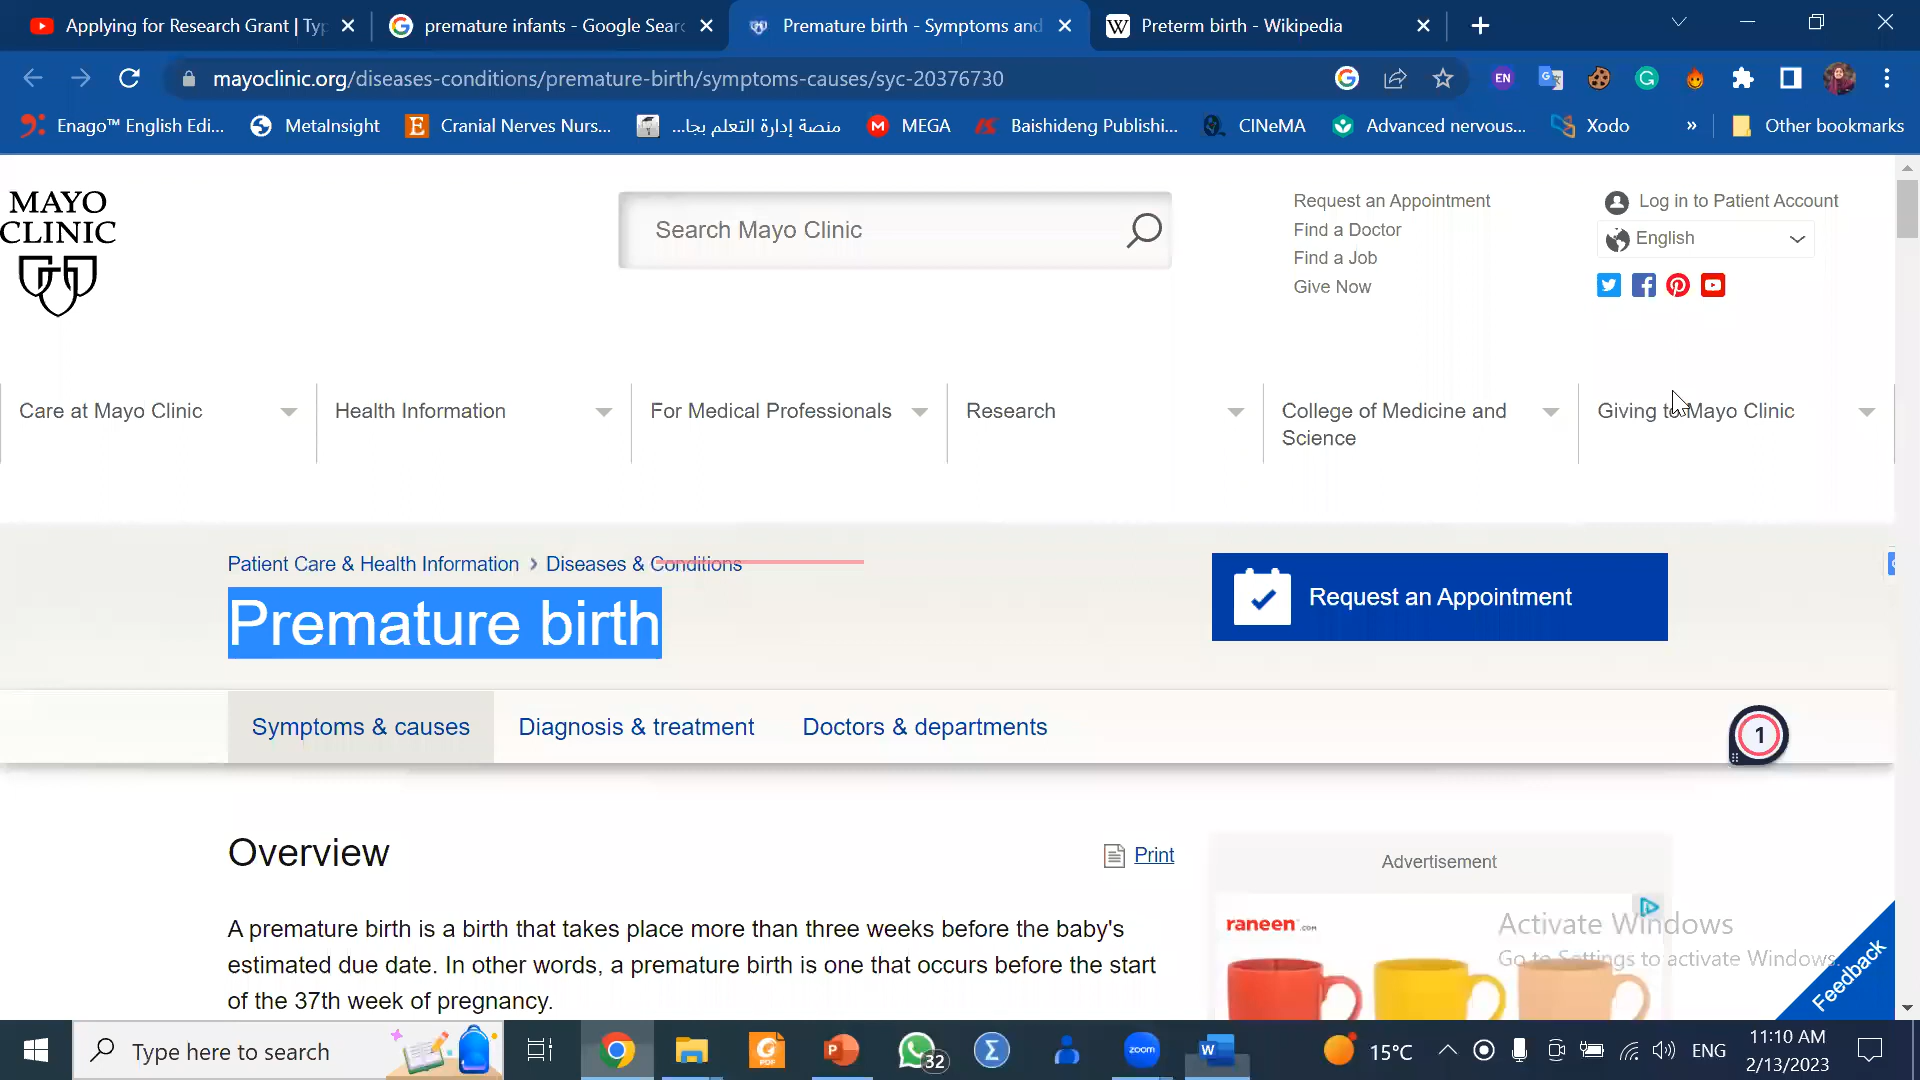 Applying for Research Grant | Typ
premature infants - Google Searc
Premature birth - Symptoms and
Preterm birth - Wikipedia
mayoclinic.org/diseases-conditions/premature-birth/symptoms-causes/syc-20376730
EN
Enago™ English Edi...
MetaInsight
Cranial Nerves Nurs...
منصة إدارة التعلم بجا...
MEGA
Baishideng Publishi...
CINeMA
Advanced nervous...
Xodo
»
Other bookmarks
MAYO
CLINIC
Search Mayo Clinic
Request an Appointment
Find a Doctor
Find a Job
Give Now
Log in to Patient Account
English
Care at Mayo Clinic
Health Information
For Medical Professionals
Research
College of Medicine and
Science
Giving to Mayo Clinic
Patient Care & Health Information › Diseases & Conditions
Premature birth
Request an Appointment
Symptoms & causes
Diagnosis & treatment
Doctors & departments
1
Overview
Print
Advertisement
A premature birth is a birth that takes place more than three weeks before the baby's
estimated due date. In other words, a premature birth is one that occurs before the start
of the 37th week of pregnancy.
raneen.com
Activate Windows
Go to Settings to activate Windows.
Feedback
Type here to search
PDF
32
zoom
15°C
ENG
11:10 AM
2/13/2023